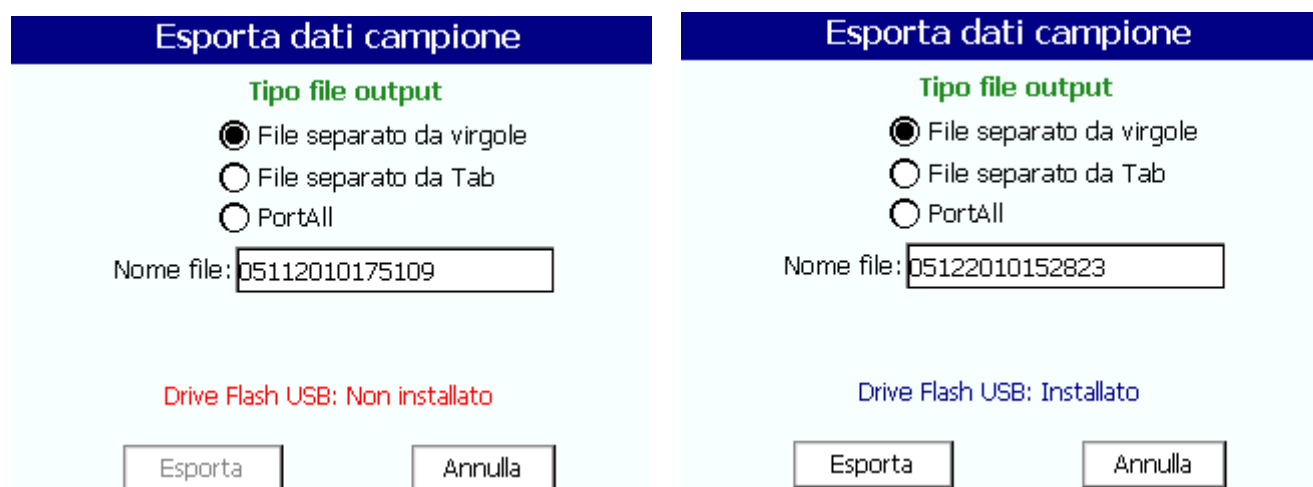 Esporta dati campione
Tipo file output
File separato da virgole
File separato da Tab
PortAll
Nome file: 05112010175109
Drive Flash USB: Non installato
Esporta Annulla
Esporta dati campione
Tipo file output
File separato da virgole
File separato da Tab
PortAll
Nome file: 05122010152823
Drive Flash USB: Installato
Esporta Annulla